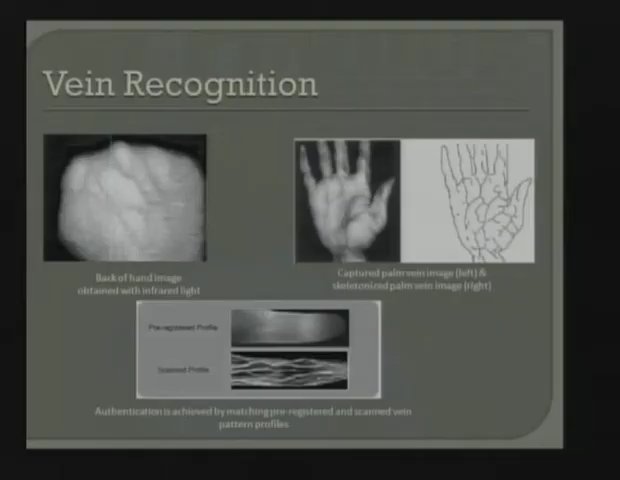 Vein Recognition
Back of hand image
obtained with infrared light
Captured palm vein image (left) &
skeletonized palm vein image (right)
Pre-registered Profile
Scanned Profile
Authentication is achieved by matching pre-registered and scanned vein
pattern profiles